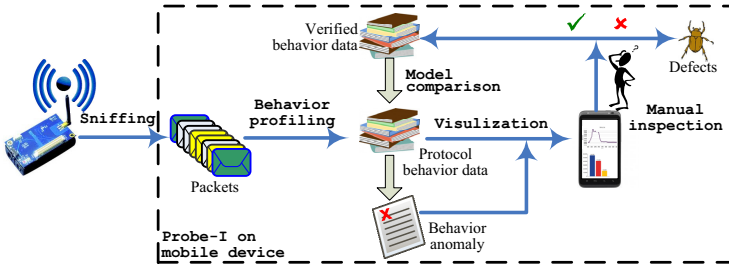 Verified
behavior data
Defects
Model
comparison
Sniffing
Behavior
profiling
Visulization
Manual
inspection
Packets
Protocol
behavior data
Behavior
anomaly
Probe-I on
mobile device